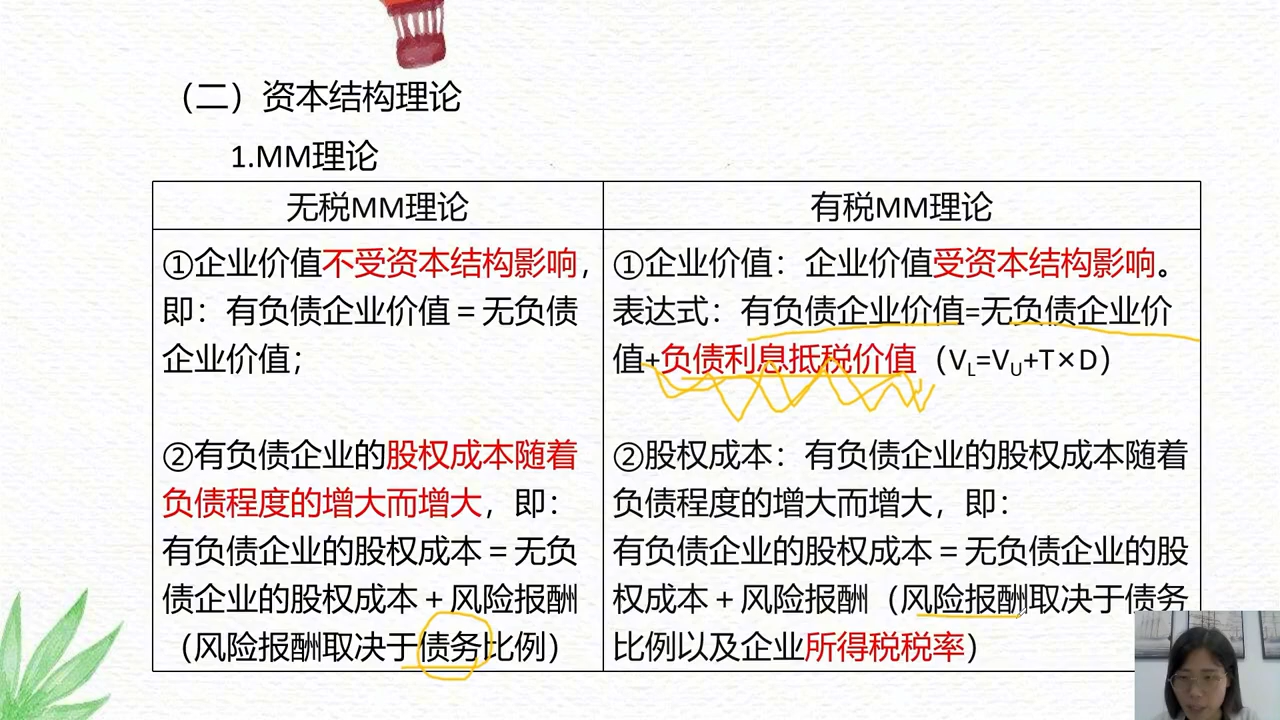 （二）资本结构理论
1.MM理论
无税MM理论
有税MM理论
①企业价值不受资本结构影响，
即：有负债企业价值＝无负债
企业价值；
②有负债企业的股权成本随着
负债程度的增大而增大，即：
有负债企业的股权成本＝无负
债企业的股权成本＋风险报酬
（风险报酬取决于债务比例）
①企业价值：企业价值受资本结构影响。
表达式：有负债企业价值=无负债企业价
值+负债利息抵税价值（VL=VU+T×D）
②股权成本：有负债企业的股权成本随着
负债程度的增大而增大，即：
有负债企业的股权成本＝无负债企业的股
权成本＋风险报酬（风险报酬取决于债务
比例以及企业所得税税率）